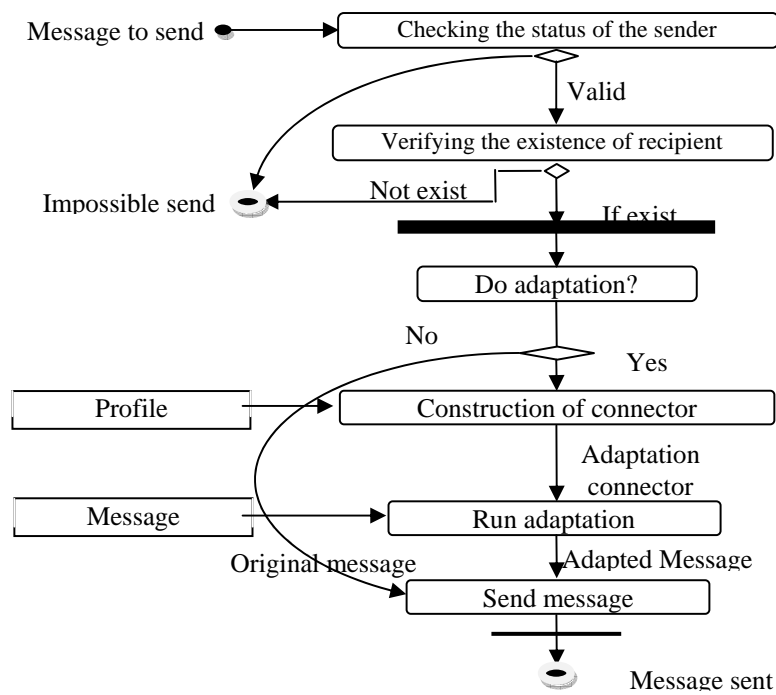 Message to send
Checking the status of the sender
Valid
Verifying the existence of recipient
Not exist
Impossible send
If exist
Do adaptation?
No
Yes
Profile
Construction of connector
Adaptation
connector
Message
Run adaptation
Original message
Adapted Message
Send message
Message sent